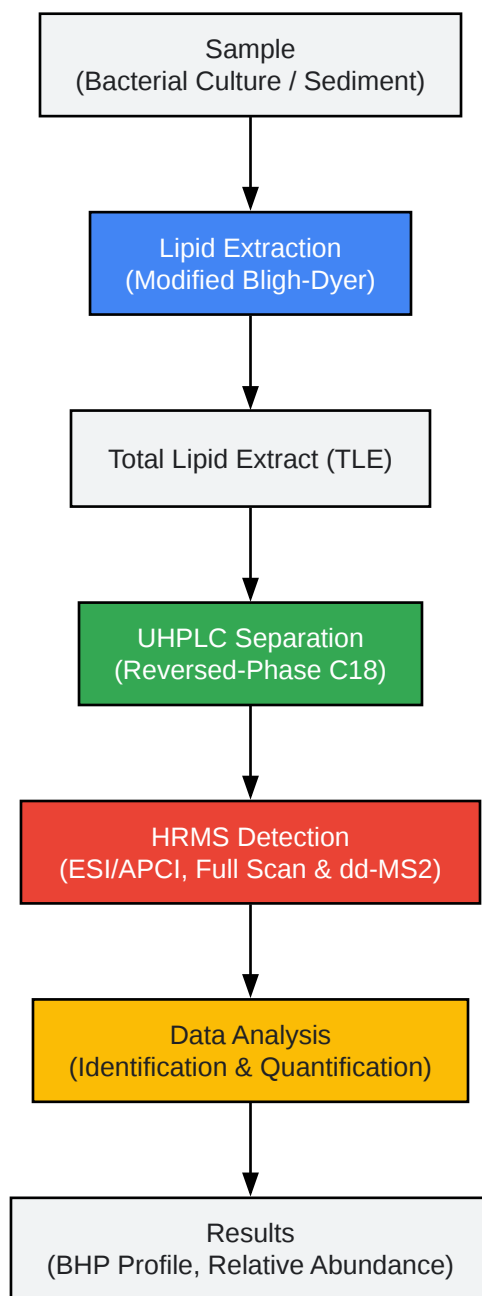 Sample
(Bacterial Culture / Sediment)
Lipid Extraction
(Modified Bligh-Dyer)
Total Lipid Extract (TLE)
UHPLC Separation
(Reversed-Phase C18)
HRMS Detection
(ESI/APCI, Full Scan & dd-MS2)
Data Analysis
(Identification & Quantification)
Results
(BHP Profile, Relative Abundance)